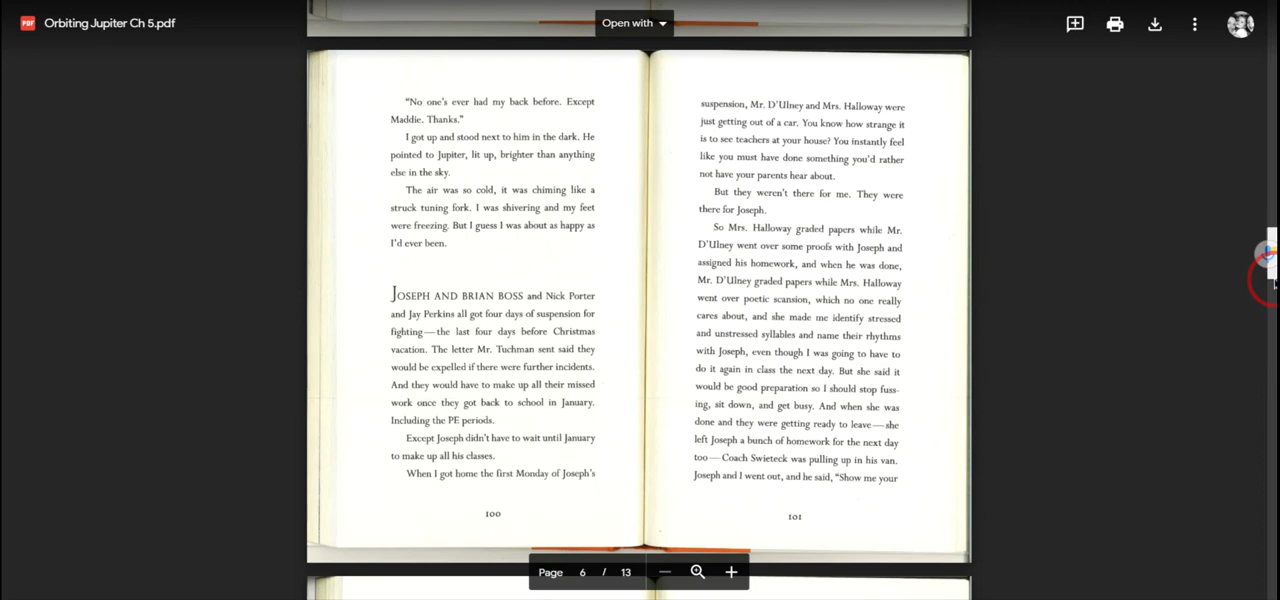 PDF
Orbiting Jupiter Ch 5.pdf
Open with
"No one's ever had my back before. Except
Maddie. Thanks."
I got up and stood next to him in the dark. He
pointed to Jupiter, lit up, brighter than anything
else in the sky.
The air was so cold, it was chiming like a
struck tuning fork. I was shivering and my feet
were freezing. But I guess I was about as happy as
I'd ever been.
JOSEPH AND BRIAN BOSS and Nick Porter
and Jay Perkins all got four days of suspension for
fighting—the last four days before Christmas
vacation. The letter Mr. Tuchman sent said they
would be expelled if there were further incidents.
And they would have to make up all their missed
work once they got back to school in January.
Including the PE periods.
Except Joseph didn't have to wait until January
to make up all his classes.
When I got home the first Monday of Joseph's
100
suspension, Mr. D'Ulney and Mrs. Halloway were
just getting out of a car. You know how strange it
is to see teachers at your house? You instantly feel
like you must have done something you'd rather
not have your parents hear about.
But they weren't there for me. They were
there for Joseph.
So Mrs. Halloway graded papers while Mr.
D'Ulney went over some proofs with Joseph and
assigned his homework, and when he was done,
Mr. D'Ulney graded papers while Mrs. Halloway
went over poetic scansion, which no one really
cares about, and she made me identify stressed
and unstressed syllables and name their rhythms
with Joseph, even though I was going to have to
do it again in class the next day. But she said it
would be good preparation so I should stop fuss-
ing, sit down, and get busy. And when she was
done and they were getting ready to leave—she
left Joseph a bunch of homework for the next day
too—Coach Swieteck was pulling up in his van.
Joseph and I went out, and he said, "Show me your
101
Page 6 / 13